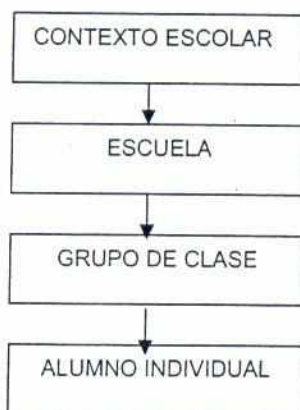 CONTEXTO ESCOLAR
ESCUELA
GRUPO DE CLASE
ALUMNO INDIVIDUAL